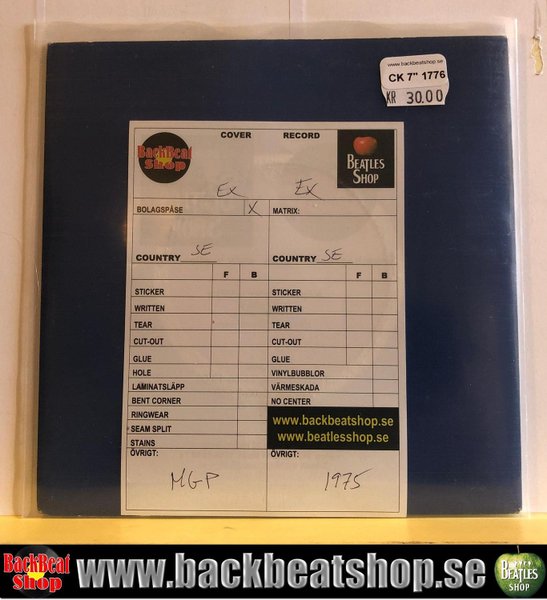 www.backbeatshop.se
CK 7" 1776
KR 30.00
COVER RECORD
BackBeat Shop
BEATLES SHOP
Ex Ex
BOLAGSPÅSE X MATRIX:
COUNTRY SE COUNTRY SE
F B F B
STICKER STICKER
WRITTEN WRITTEN
TEAR TEAR
CUT-OUT CUT-OUT
GLUE GLUE
HOLE VINYLBUBBLOR
LAMINATSLÄPP VÄRMESKADA
BENT CORNER NO CENTER
RINGWEAR www.backbeatshop.se
SEAM SPLIT www.beatlesshop.se
STAINS
ÖVRIGT: ÖVRIGT:
MGP 1975
BackBeat Shop www.backbeatshop.se BEATLES SHOP